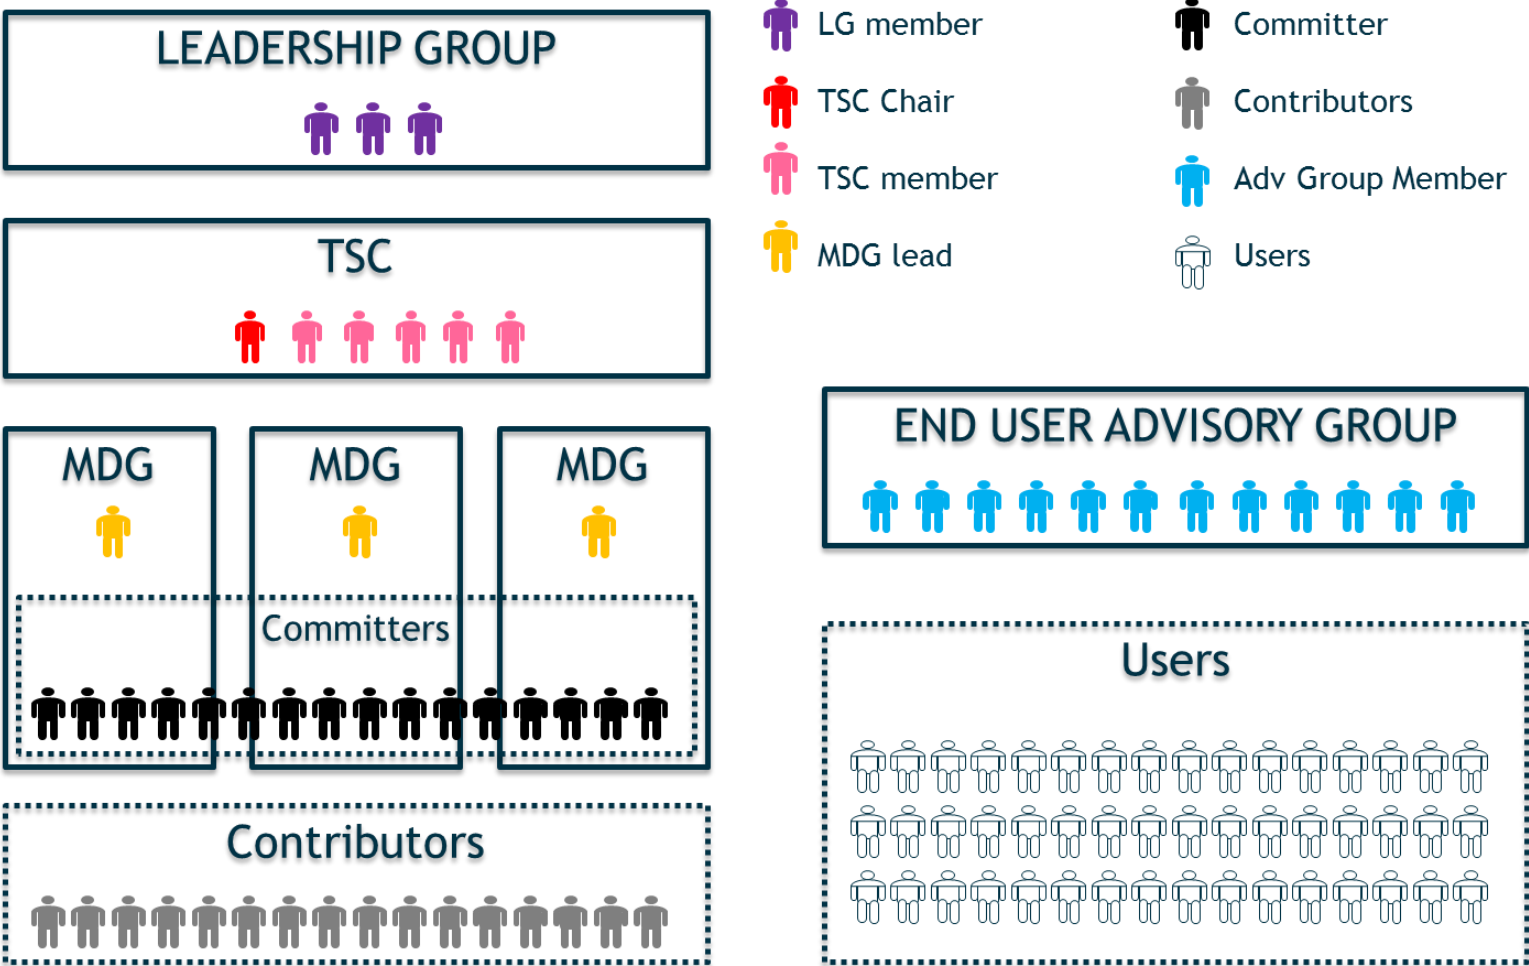 LEADERSHIP GROUP
TSC
MDG
MDG
MDG
Committers
Contributors
LG member
TSC Chair
TSC member
MDG lead
Committer
Contributors
Adv Group Member
Users
END USER ADVISORY GROUP
Users